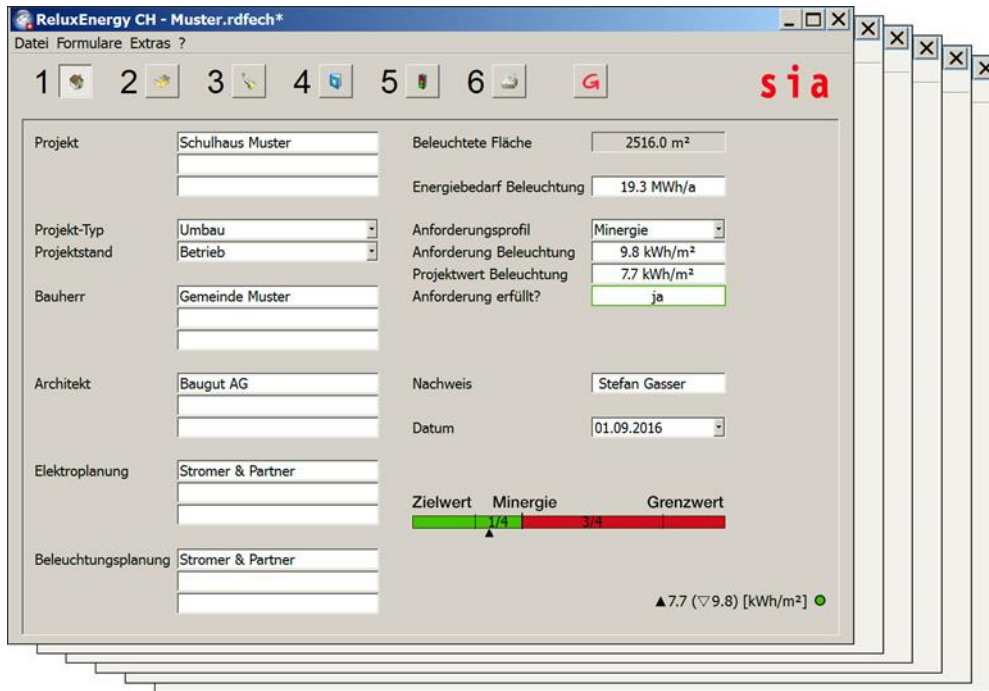 ReluxEnergy CH - Muster.rdfech*
Datei Formulare Extras ?
1 2 3 4 5 6 G sia
Projekt Schulhaus Muster Beleuchtete Fläche 2516.0 m²
Energiebedarf Beleuchtung 19.3 MWh/a
Projekt-Typ Umbau Anforderungsprofil Minergie
Projektstand Betrieb Anforderung Beleuchtung 9.8 kWh/m²
Projektwert Beleuchtung 7.7 kWh/m²
Bauherr Gemeinde Muster Anforderung erfüllt? ja
Architekt Baugut AG Nachweis Stefan Gasser
Datum 01.09.2016
Elektroplanung Stromer & Partner
Zielwert Minergie Grenzwert
1/4 3/4
Beleuchtungsplanung Stromer & Partner
▲7.7 (▽9.8) [kWh/m²]